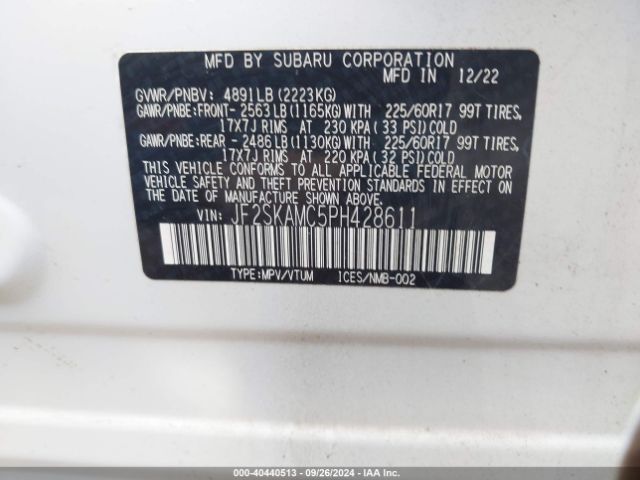 MFD BY SUBARU CORPORATION
MFD IN 12/22
GVWR/PNBV: 4891LB(2223KG)
GAWR/PNBE:FRONT- 2563LB(1165KG)WITH 225/60R17 99T TIRES,
17X7J RIMS AT 230 KPA(33 PSI)COLD
GAWR/PNBE:REAR - 2486LB(1130KG)WITH 225/60R17 99T TIRES,
17X7J RIMS AT 220 KPA(32 PSI)COLD
THIS VEHICLE CONFORMS TO ALL APPLICABLE FEDERAL MOTOR
VEHICLE SAFETY AND THEFT PREVENTION STANDARDS IN EFFECT ON
THE DATE OF MANUFACTURE SHOWN ABOVE.
VIN: JF2SKAMC5PH428611
TYPE:MPV/VTUM ICES/NMB-002
000-40440513 - 09/26/2024 - IAA Inc.